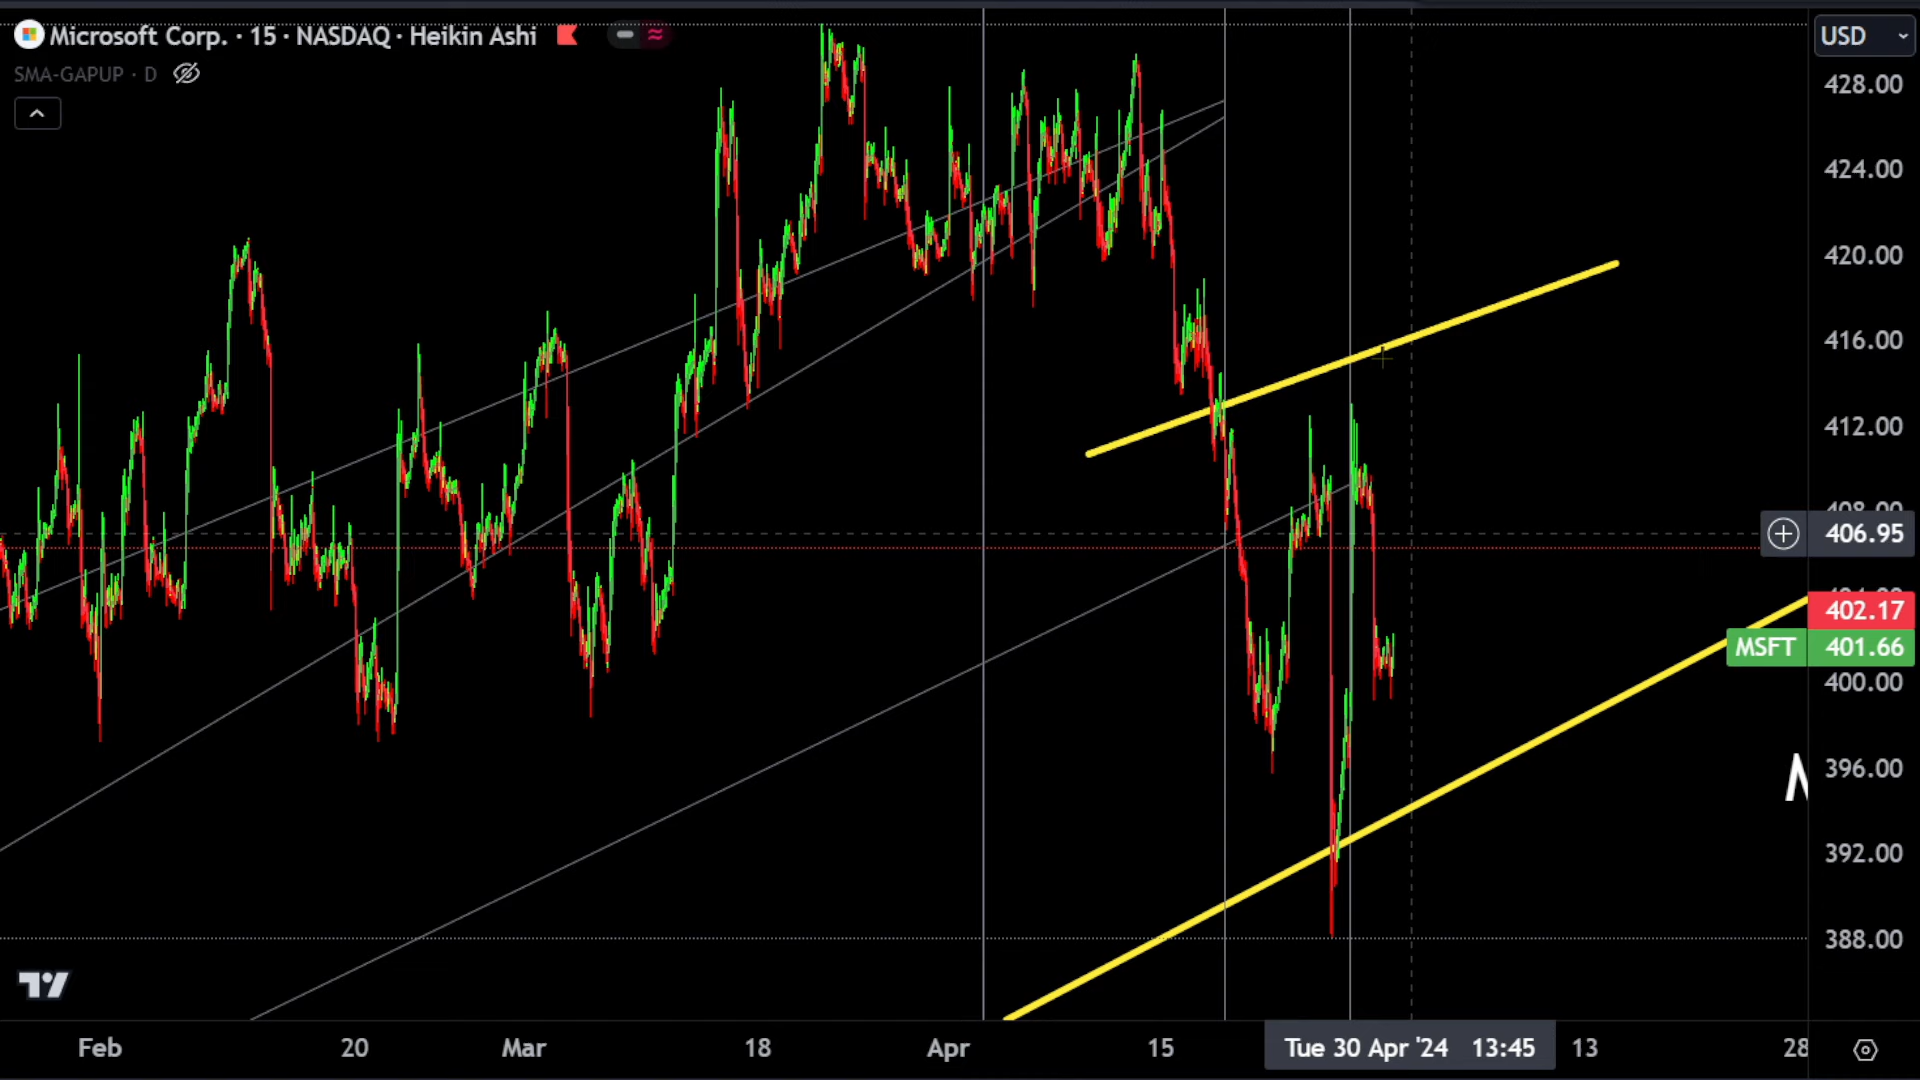 Microsoft Corp. · 15 · NASDAQ · Heikin Ashi
SMA-GAPUP · D
USD
428.00
424.00
420.00
416.00
412.00
408.00
406.95
402.17
MSFT 401.66
400.00
396.00
392.00
388.00
Feb 20 Mar 18 Apr 15 Tue 30 Apr '24 13:45 13 28